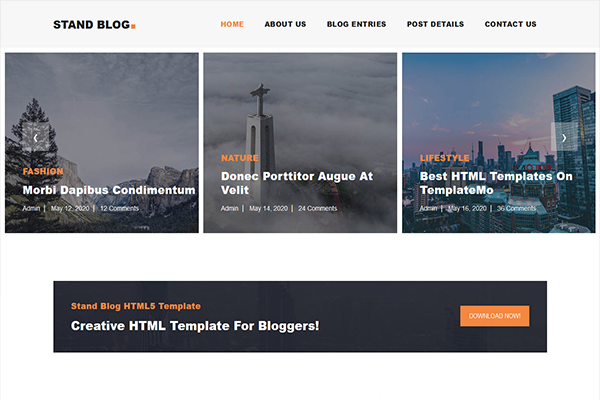 STAND BLOG.
HOME ABOUT US BLOG ENTRIES POST DETAILS CONTACT US
FASHION
Morbi Dapibus Condimentum
Admin | May 12, 2020 | 12 Comments
NATURE
Donec Porttitor Augue At
Velit
Admin | May 14, 2020 | 24 Comments
LIFESTYLE
Best HTML Templates On
TemplateMo
Admin | May 16, 2020 | 36 Comments
Stand Blog HTML5 Template
Creative HTML Template For Bloggers!
DOWNLOAD NOW!